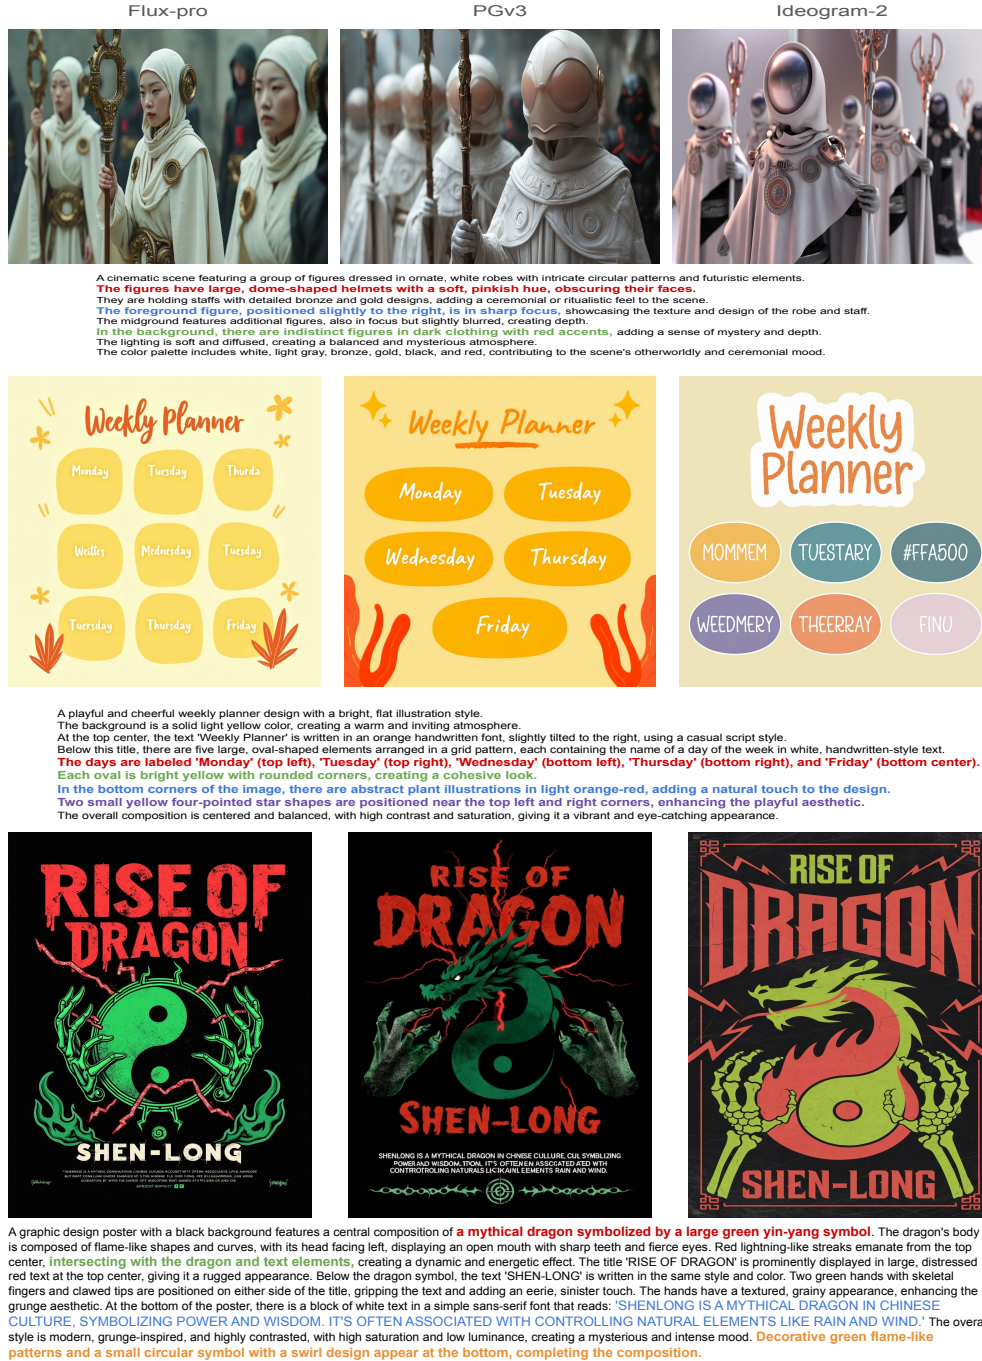 Flux-pro PGv3 Ideogram-2
A cinematic scene featuring a group of figures dressed in ornate, white robes with intricate circular patterns and futuristic elements.
The figures have large, dome-shaped helmets with a soft, pinkish hue, obscuring their faces.
They are holding staffs with detailed bronze and gold designs, adding a ceremonial or ritualistic feel to the scene.
The foreground figure, positioned slightly to the right, is in sharp focus, showcasing the texture and design of the robe and staff.
The midground features additional figures, also in focus but slightly blurred, creating depth.
In the background, there are indistinct figures in dark clothing with red accents, adding a sense of mystery and depth.
The lighting is soft and diffused, creating a balanced and mysterious atmosphere.
The color palette includes white, light gray, bronze, gold, black, and red, contributing to the scene's otherworldly and ceremonial mood.
Weekly Planner
Monday Tuesday Thurda
Weittes Mednesday Tuesday
Tuersday Thursday Friday
Weekly Planner
Monday Tuesday
Wednesday Thursday
Friday
Weekly
Planner
MOMMEM TUESTARY #FFA500
WEEDMERY THEERRAY FINU
A playful and cheerful weekly planner design with a bright, flat illustration style.
The background is a solid light yellow color, creating a warm and inviting atmosphere.
At the top center, the text 'Weekly Planner' is written in an orange handwritten font, slightly tilted to the right, using a casual script style.
Below this title, there are five large, oval-shaped elements arranged in a grid pattern, each containing the name of a day of the week in white, handwritten-style text.
The days are labeled 'Monday' (top left), 'Tuesday' (top right), 'Wednesday' (bottom left), 'Thursday' (bottom right), and 'Friday' (bottom center).
Each oval is bright yellow with rounded corners, creating a cohesive look.
In the bottom corners of the image, there are abstract plant illustrations in light orange-red, adding a natural touch to the design.
Two small yellow four-pointed star shapes are positioned near the top left and right corners, enhancing the playful aesthetic.
The overall composition is centered and balanced, with high contrast and saturation, giving it a vibrant and eye-catching appearance.
RISE OF
DRAGON
SHEN-LONG
RISE OF
DRAGON
SHEN-LONG
SHENLONG IS A MYTHICAL DRAGON IN CHNESE CULTURE, CUL SYMBLIZING
POWER AND WISDOM. TION, IT'S OFTEN
EEMENTS LIKE RAIN AND WIND.
RISE OF
DRAGON
SHEN-LONG
A graphic design poster with a black background features a central composition of a mythical dragon symbolized by a large green yin-yang symbol. The dragon's body
is composed of flame-like shapes and curves, with its head facing left, displaying an open mouth with sharp teeth and fierce eyes. Red lightning-like streaks emanate from the top
center, intersecting with the dragon and text elements, creating a dynamic and energetic effect. The title 'RISE OF DRAGON' is prominently displayed in large, distressed
red text at the top center, giving it a rugged appearance. Below the dragon symbol, the text 'SHEN-LONG' is written in the same style and color. Two green hands with skeletal
fingers and clawed tips are positioned on either side of the title, gripping the text and adding an eerie, sinister touch. The hands have a textured, grainy appearance, enhancing the
grunge aesthetic. At the bottom of the poster, there is a block of white text in a simple sans-serif font that reads: 'SHENLONG IS A MYTHICAL DRAGON IN CHINESE
CULTURE, SYMBOLIZING POWER AND WISDOM. IT'S OFTEN ASSOCIATED WITH CONTROLLING NATURAL ELEMENTS LIKE RAIN AND WIND.' The overa
style is modern, grunge-inspired, and highly contrasted, with high saturation and low luminance, creating a mysterious and intense mood. Decorative green flame-like
patterns and a small circular symbol with a swirl design appear at the bottom, completing the composition.